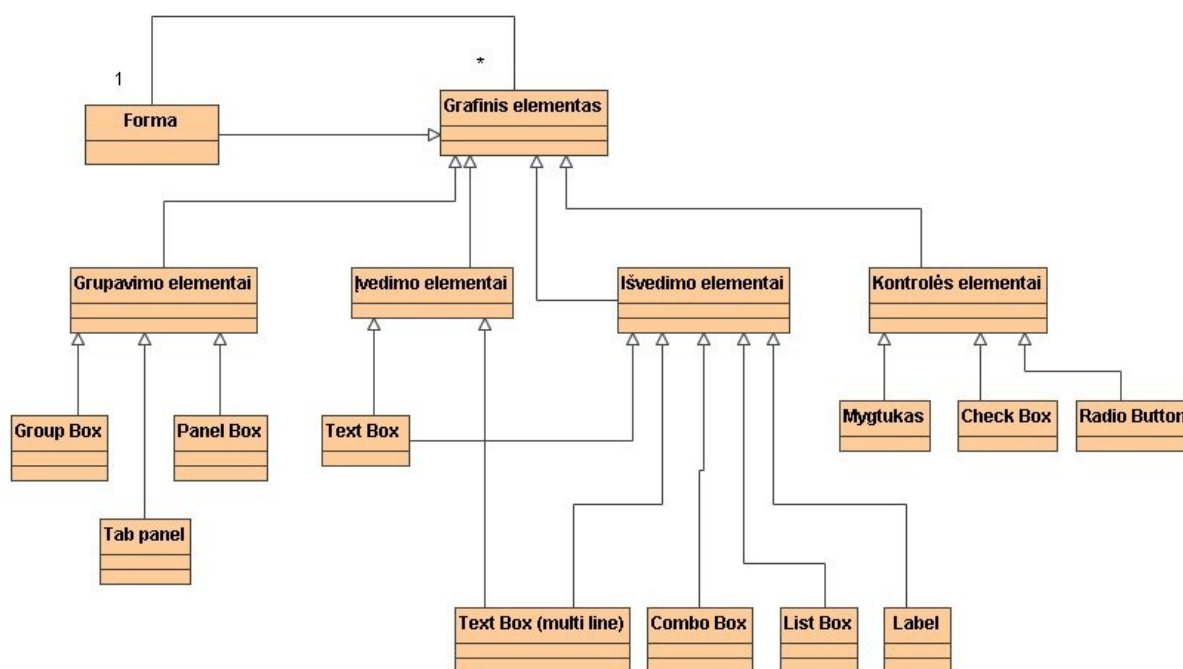 1
*
Grafinis elementas
Forma
Grupavimo elementai
Įvedimo elementai
Išvedimo elementai
Kontrolės elementai
Group Box
Panel Box
Text Box
Mygtukas
Check Box
Radio Button
Tab panel
Text Box (multi line)
Combo Box
List Box
Label